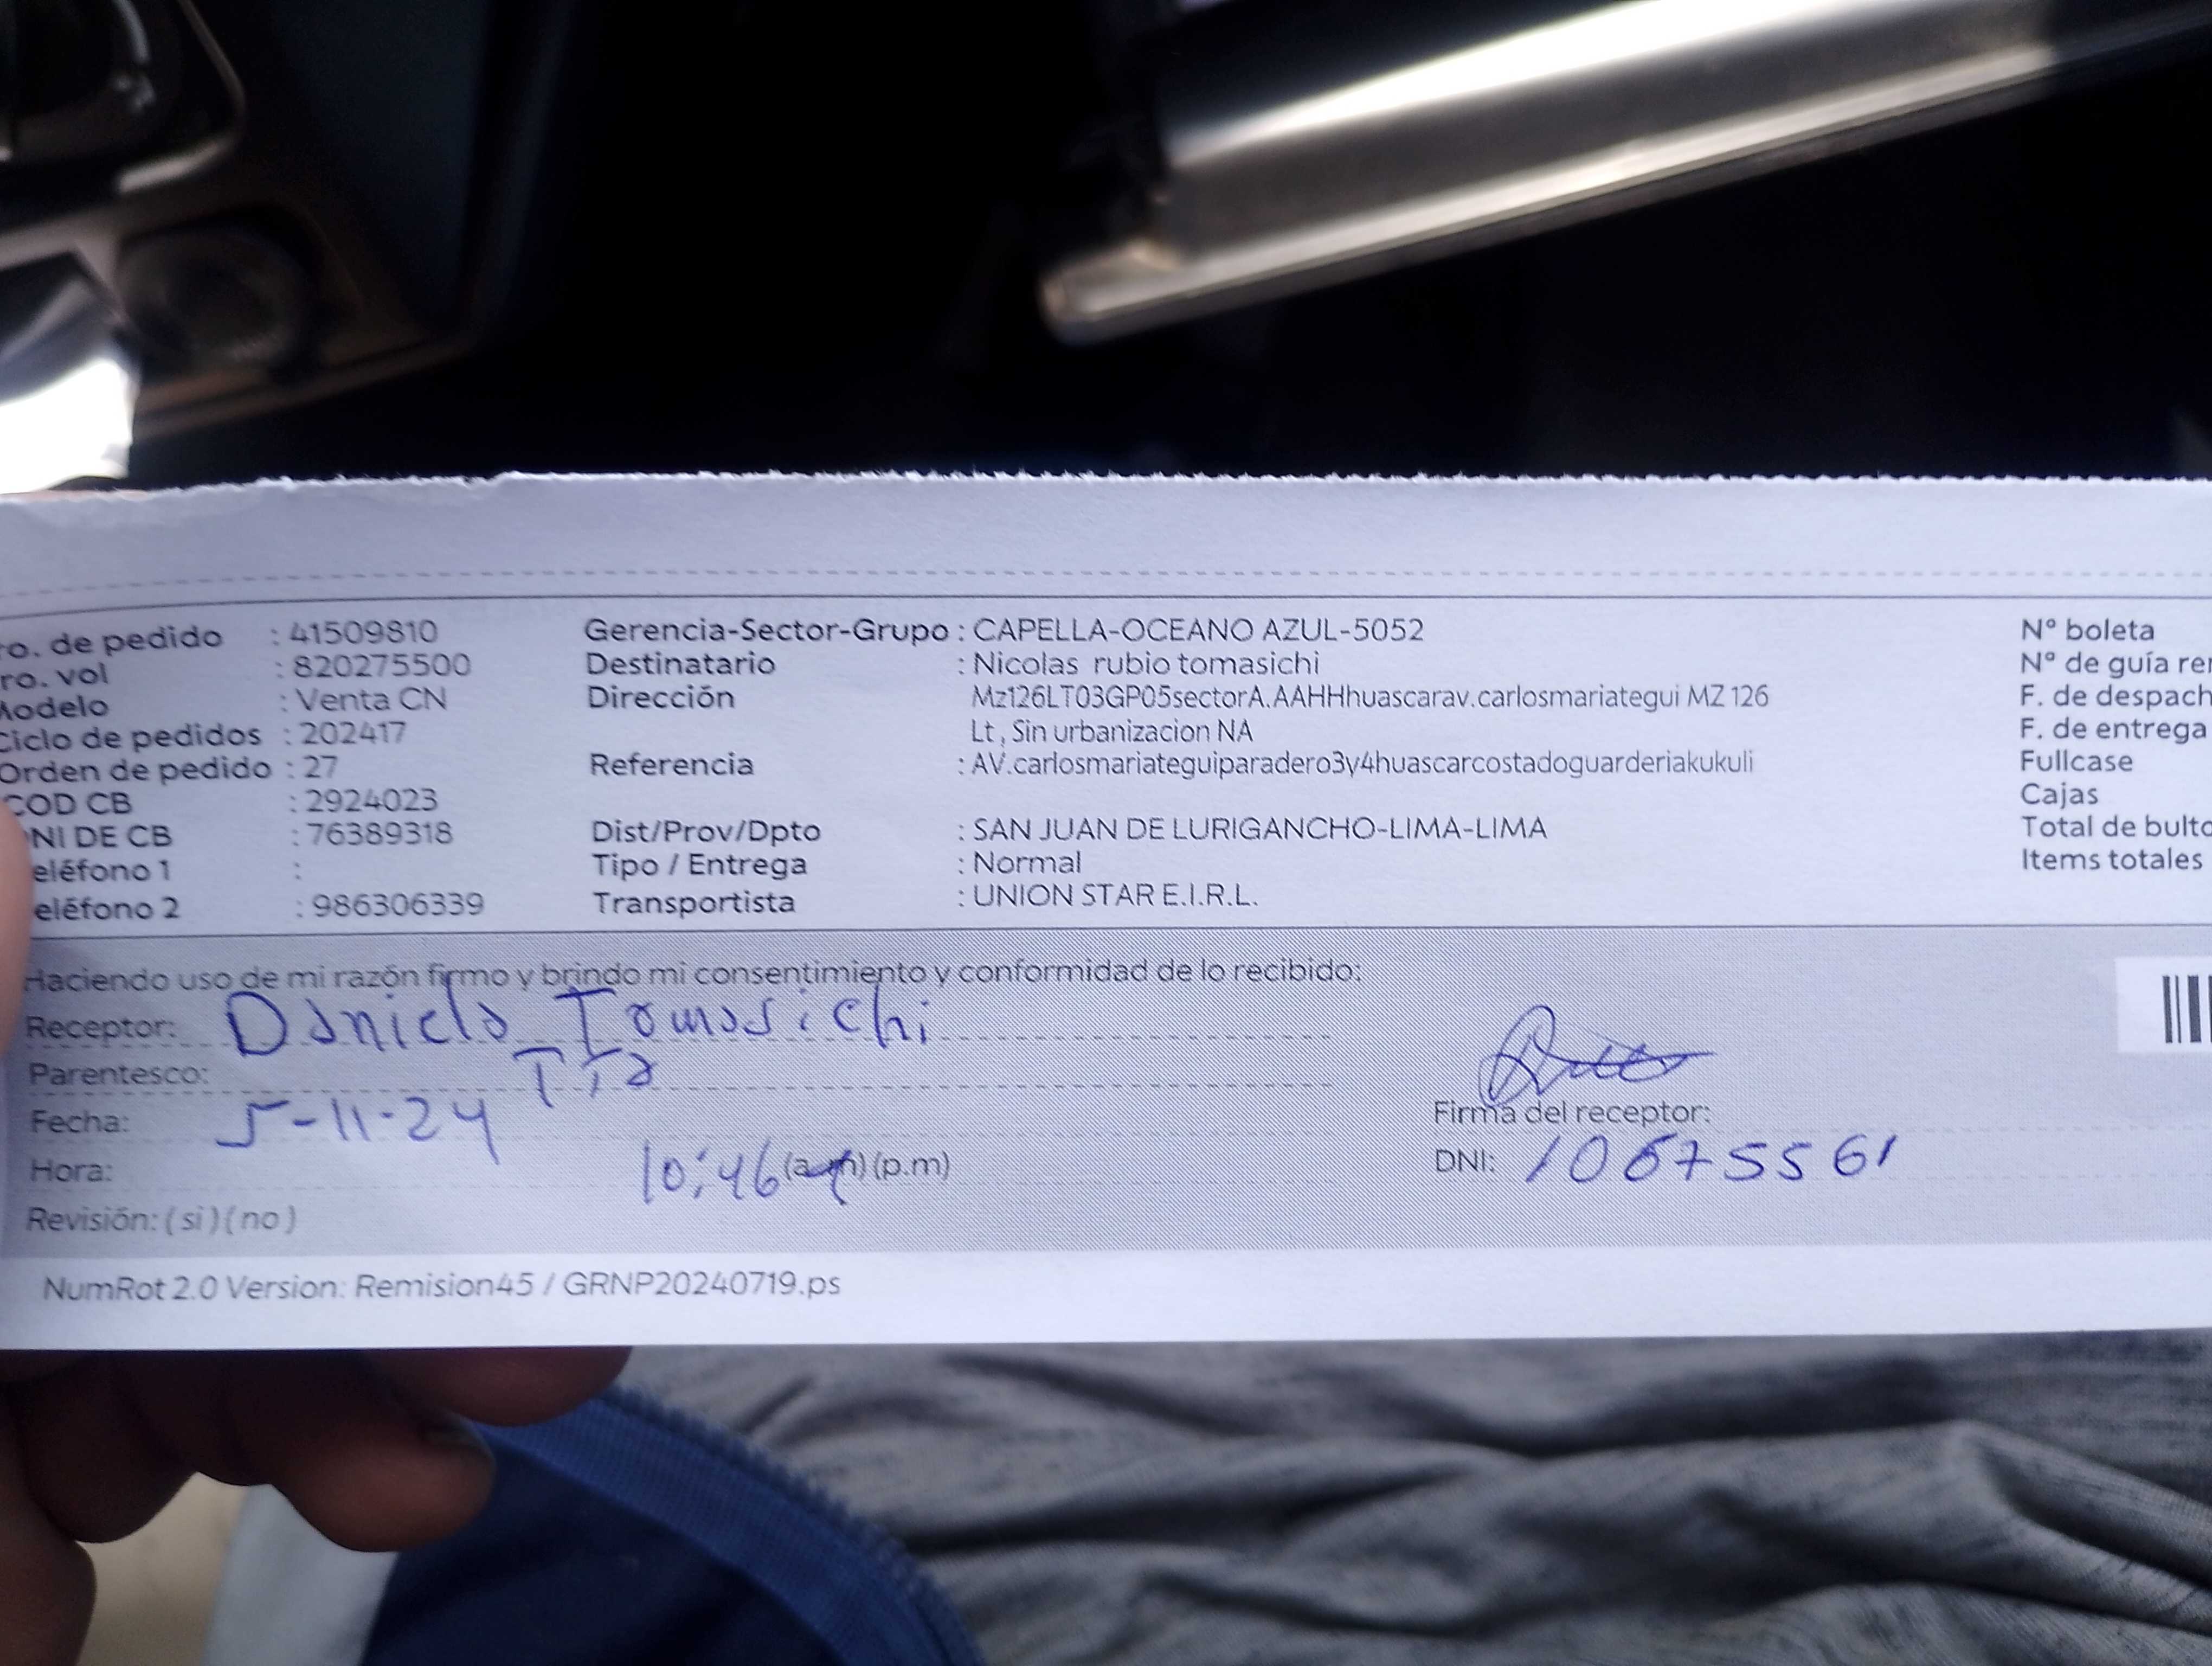 ro. de pedido : 41509810 Gerencia-Sector-Grupo : CAPELLA-OCEANO AZUL-5052 N° boleta
ro. vol : 820275500 Destinatario : Nicolas rubio tomasichi N° de guía rer
Modelo : Venta CN Dirección Mz126LT03GP05sectorA.AAHHhuascarav.carlosmariategui MZ 126 F. de despach
Ciclo de pedidos : 202417 Lt , Sin urbanizacion NA F. de entrega
Orden de pedido : 27 Referencia : AV.carlosmariateguiparadero3y4huascarcostadoguarderiakukuli Fullcase
COD CB : 2924023 Cajas
NI DE CB : 76389318 Dist/Prov/Dpto : SAN JUAN DE LURIGANCHO-LIMA-LIMA Total de bulto
eléfono 1 : Tipo / Entrega : Normal Items totales
eléfono 2 : 986306339 Transportista : UNION STAR E.I.R.L.
Haciendo uso de mi razón firmo y brindo mi consentimiento y conformidad de lo recibido:
Receptor: Daniela Tomasichi
Parentesco: Tía
Fecha: 5-11-24 Firma del receptor:
Hora: 10:46 (a.m) (p.m) DNI: 10675561
Revisión: ( si ) ( no )
NumRot 2.0 Version: Remision45 / GRNP20240719.ps